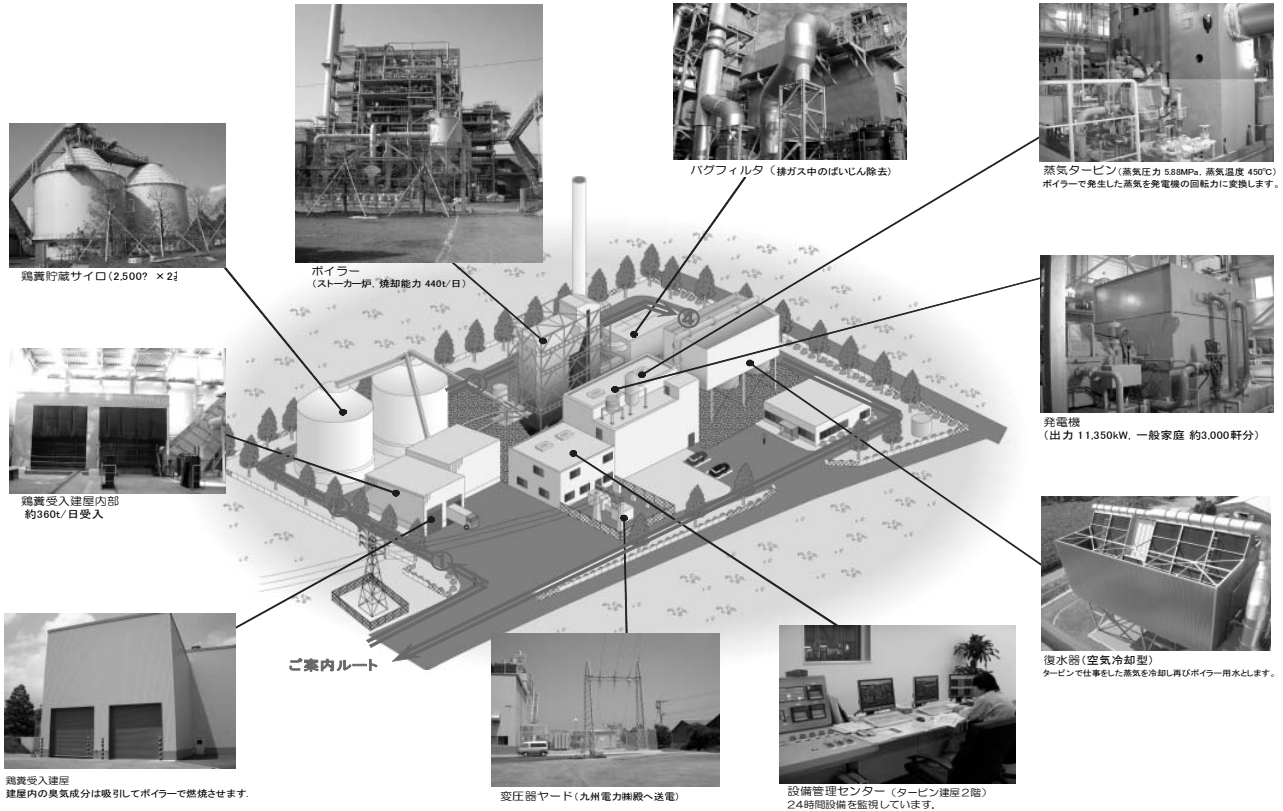 バグフィルタ（排ガス中のばいじん除去）
蒸気タービン（蒸気圧力 5.88MPa，蒸気温度 450℃）
ボイラーで発生した蒸気を発電機の回転力に変換します。
鶏糞貯蔵サイロ（2,500? ×2基
ボイラー
（ストーカー炉，焼却能力 440t/日）
④
発電機
（出力 11,350kW，一般家庭 約3,000軒分）
鶏糞受入建屋内部
約360t/日受入
①
復水器（空気冷却型）
タービンで仕事をした蒸気を冷却し再びボイラー用水とします。
ご案内ルート
鶏糞受入建屋
建屋内の臭気成分は吸引してボイラーで燃焼させます.
変圧器ヤード（九州電力㈱殿へ送電）
設備管理センター（タービン建屋2階）
24時間設備を監視しています．